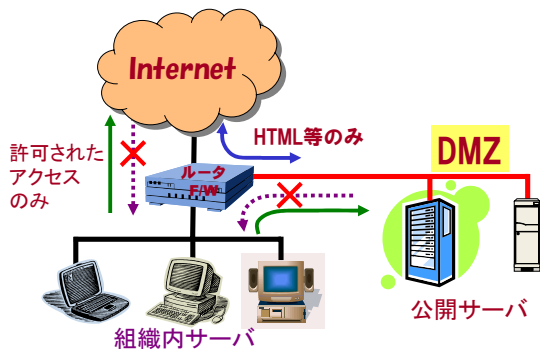 Internet
HTML等のみ
許可された
アクセス
のみ
DMZ
ルータ
F/W
公開サーバ
組織内サーバ